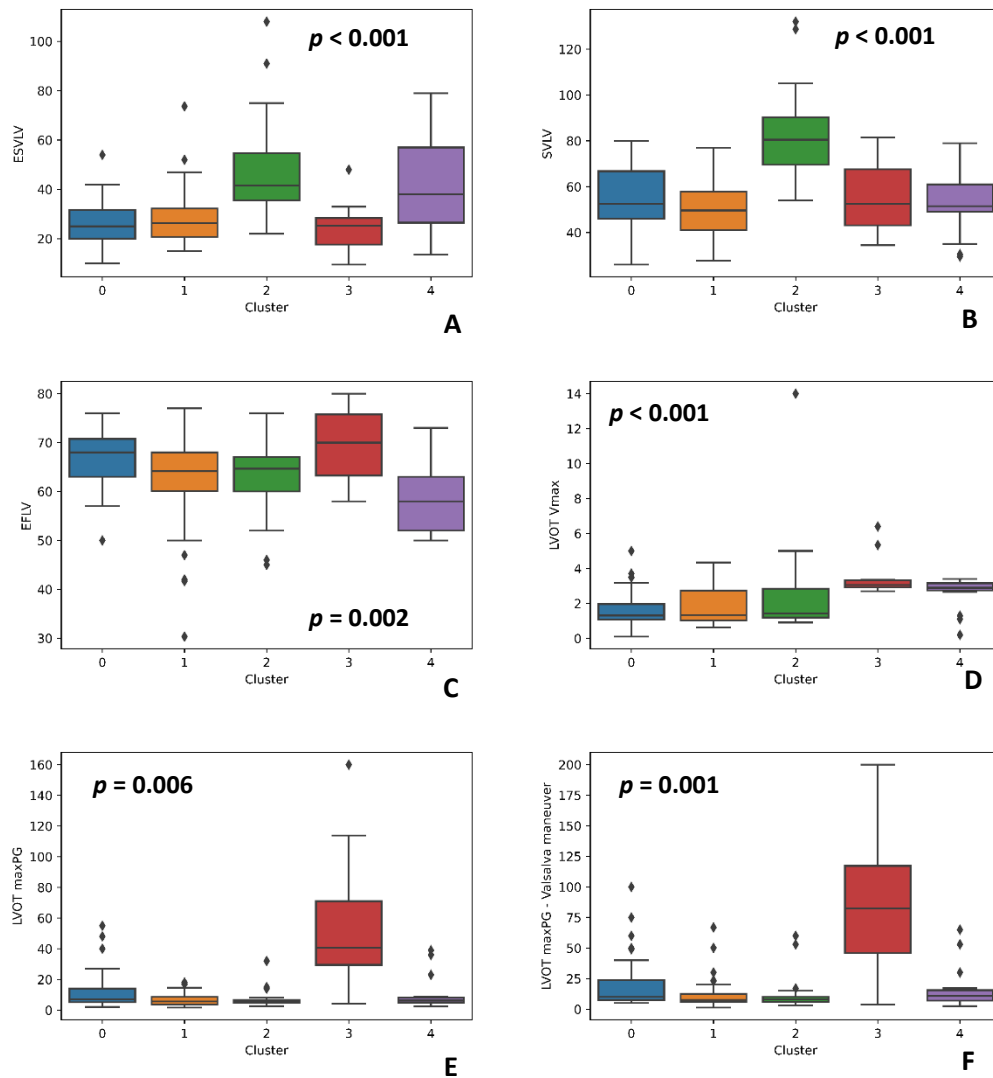 p < 0.001
100
80
60
40
20
ESVLV
0 1 2 3 4
Cluster
A
p < 0.001
120
100
80
60
40
SVLV
0 1 2 3 4
Cluster
B
80
70
60
50
40
30
EFLV
p = 0.002
0 1 2 3 4
Cluster
C
14
12
10
8
6
4
2
0
LVOT Vmax
p < 0.001
0 1 2 3 4
Cluster
D
160
140
120
100
80
60
40
20
0
LVOT maxPG
p = 0.006
0 1 2 3 4
Cluster
E
200
175
150
125
100
75
50
25
0
LVOT maxPG - Valsalva maneuver
p = 0.001
0 1 2 3 4
Cluster
F